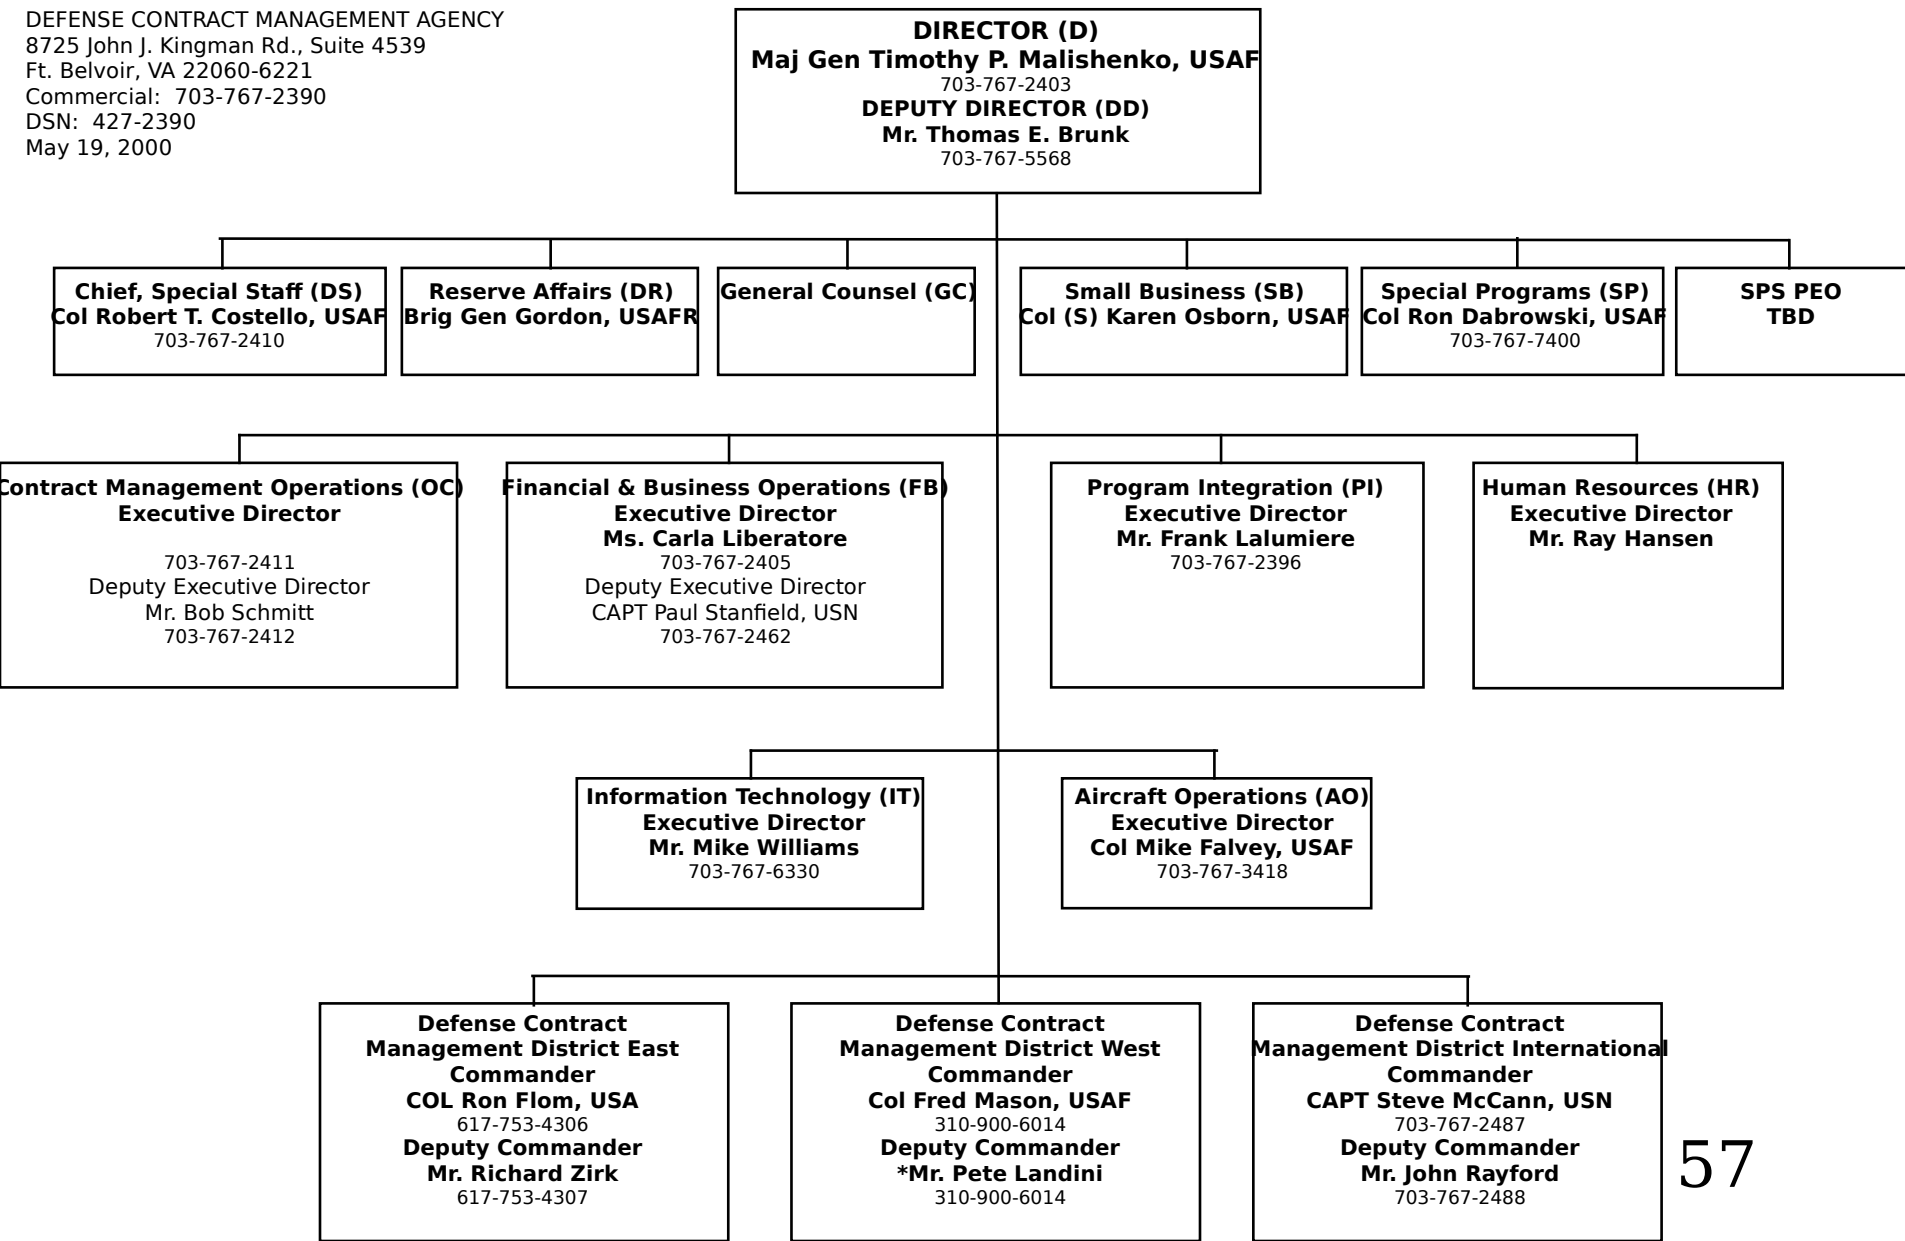 DEFENSE CONTRACT MANAGEMENT AGENCY
8725 John J. Kingman Rd., Suite 4539
Ft. Belvoir, VA 22060-6221
Commercial:  703-767-2390
DSN:  427-2390
May 19, 2000
DIRECTOR (D)
Maj Gen Timothy P. Malishenko, USAF
703-767-2403
DEPUTY DIRECTOR (DD)
Mr. Thomas E. Brunk
703-767-5568
Chief, Special Staff (DS)
Col Robert T. Costello, USAF
703-767-2410
Reserve Affairs (DR)
Brig Gen Gordon, USAFR
General Counsel (GC)
Small Business (SB)
Col (S) Karen Osborn, USAF
Special Programs (SP)
Col Ron Dabrowski, USAF
703-767-7400
SPS PEO
TBD
Contract Management Operations (OC)
Executive Director
703-767-2411
Deputy Executive Director
Mr. Bob Schmitt
703-767-2412
Financial & Business Operations (FB)
Executive Director
Ms. Carla Liberatore
703-767-2405
Deputy Executive Director
CAPT Paul Stanfield, USN
703-767-2462
Program Integration (PI)
Executive Director
Mr. Frank Lalumiere
703-767-2396
Human Resources (HR)
Executive Director
Mr. Ray Hansen
Information Technology (IT)
Executive Director
Mr. Mike Williams
703-767-6330
Aircraft Operations (AO)
Executive Director
Col Mike Falvey, USAF
703-767-3418
Defense Contract
Management District East
Commander
COL Ron Flom, USA
617-753-4306
Deputy Commander
Mr. Richard Zirk
617-753-4307
Defense Contract
Management District West
Commander
Col Fred Mason, USAF
310-900-6014
Deputy Commander
*Mr. Pete Landini
310-900-6014
Defense Contract
Management District International
Commander
CAPT Steve McCann, USN
703-767-2487
Deputy Commander
Mr. John Rayford
703-767-2488
57